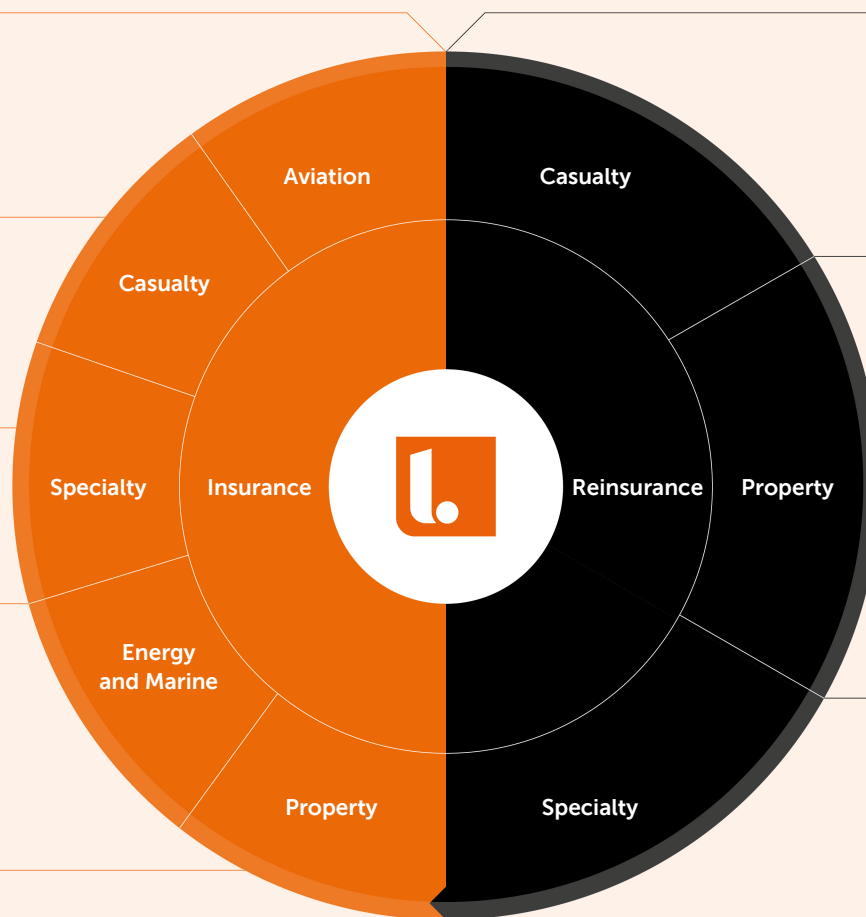 Aviation
Casualty
Casualty
Specialty
Insurance
Reinsurance
Property
Energy
and Marine
Property
Specialty